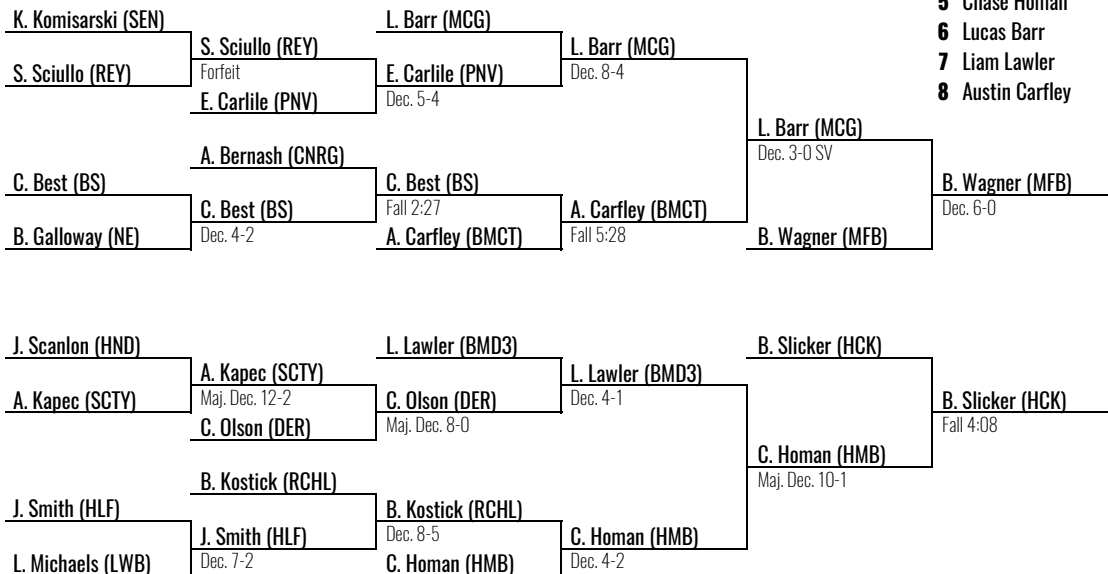 5 Chase Homan
6 Lucas Barr
7 Liam Lawler
8 Austin Carfley
K. Komisarski (SEN)
S. Sciullo (REY)
S. Sciullo (REY)
Forfeit
E. Carlile (PNV)
L. Barr (MCG)
E. Carlile (PNV)
Dec. 5-4
L. Barr (MCG)
Dec. 8-4
A. Bernash (CNRG)
C. Best (BS)
B. Galloway (NE)
C. Best (BS)
Dec. 4-2
C. Best (BS)
Fall 2:27
A. Carfley (BMCT)
A. Carfley (BMCT)
Fall 5:28
L. Barr (MCG)
Dec. 3-0 SV
B. Wagner (MFB)
B. Wagner (MFB)
Dec. 6-0
J. Scanlon (HND)
A. Kapec (SCTY)
A. Kapec (SCTY)
Maj. Dec. 12-2
C. Olson (DER)
L. Lawler (BMD3)
C. Olson (DER)
Maj. Dec. 8-0
L. Lawler (BMD3)
Dec. 4-1
B. Kostick (RCHL)
J. Smith (HLF)
L. Michaels (LWB)
J. Smith (HLF)
Dec. 7-2
B. Kostick (RCHL)
Dec. 8-5
C. Homan (HMB)
C. Homan (HMB)
Dec. 4-2
B. Slicker (HCK)
C. Homan (HMB)
Maj. Dec. 10-1
B. Slicker (HCK)
Fall 4:08